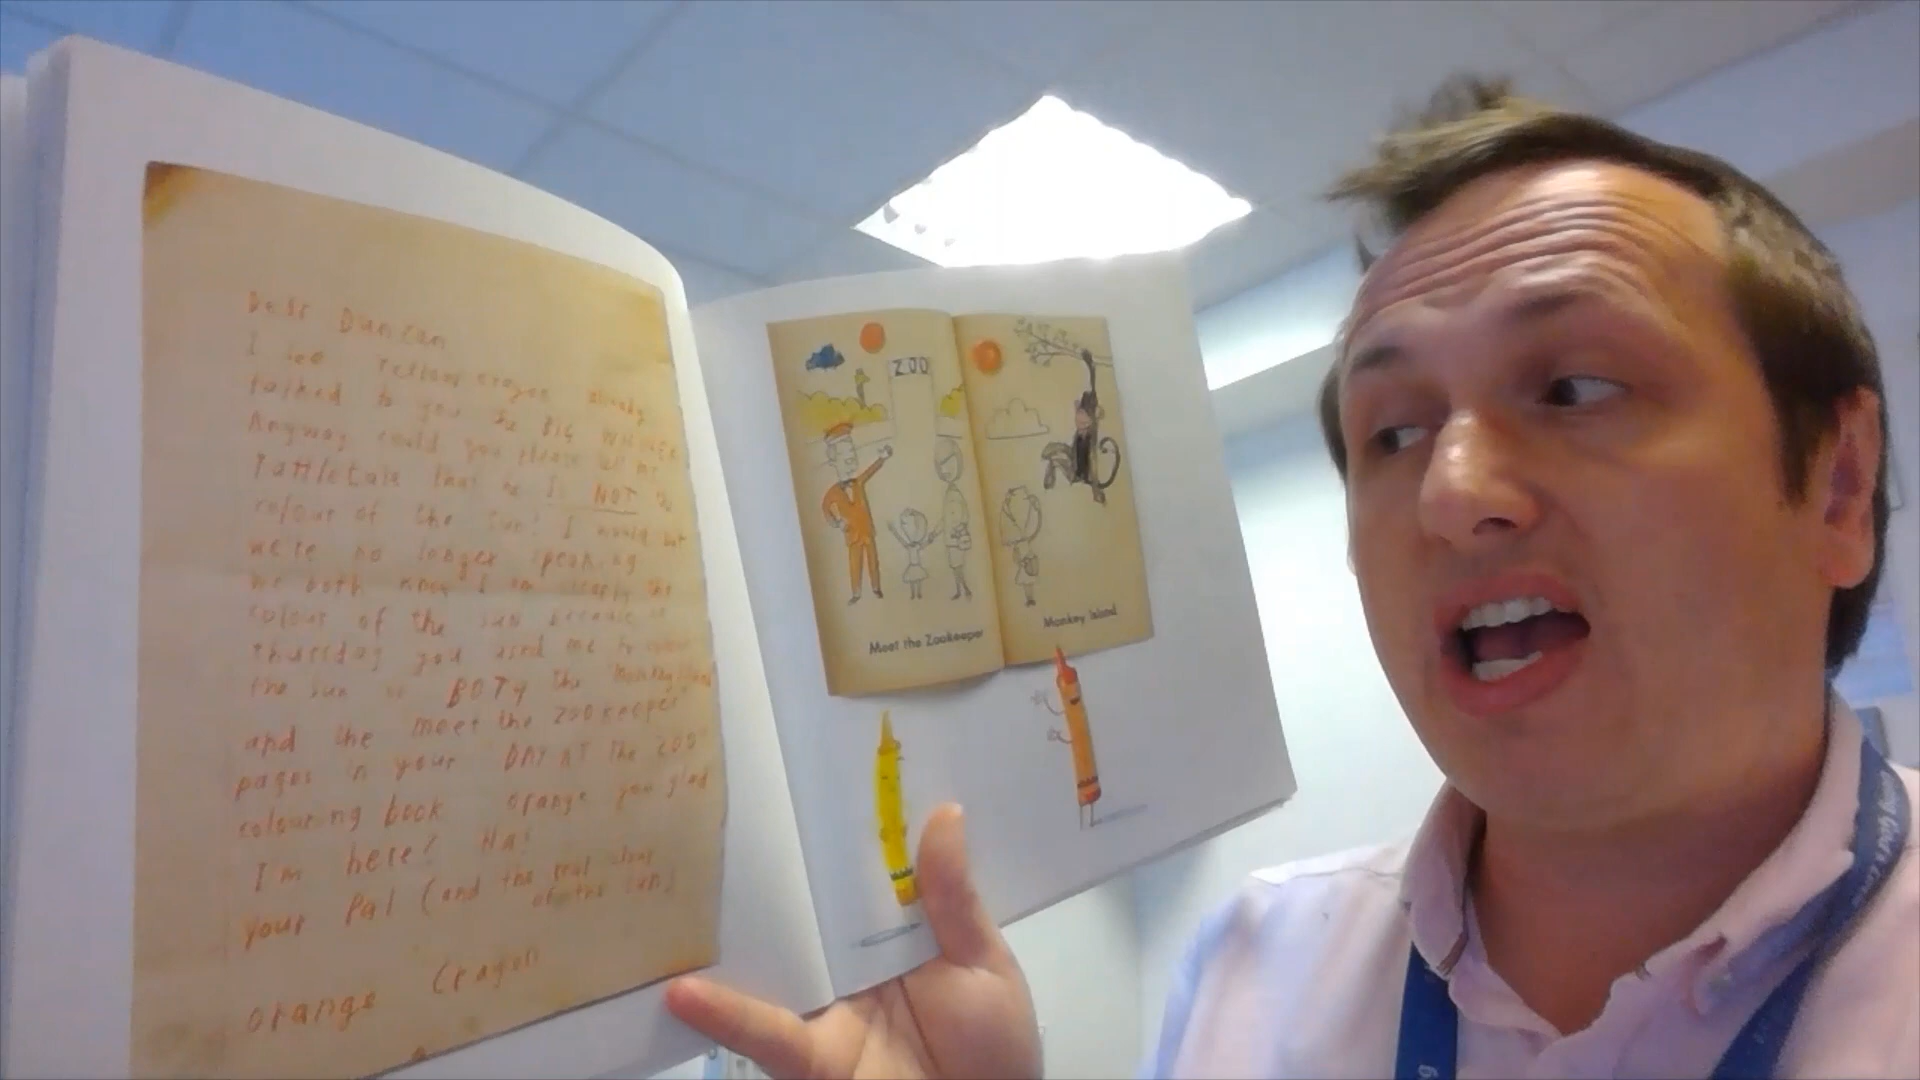 Dear Duncan
I see Yellow Crayon already
talked to you the BIG WHINER
Anyway could you please tell Mr
Tattletale that he IS NOT the
colour of the Sun? I would but
we're no longer speaking
we both know I am clearly the
colour of the sun because
Thursday you used me to colour
the sun on BOTH the "Monkey Island"
and the "meet the zookeeper"
pages in your "DAY AT The ZOO"
colouring book orange you glad
I'm here? Ha!
your Pal (and the real colour
of the sun)
orange Crayon
ZOO
Meet the Zookeeper
Monkey Island